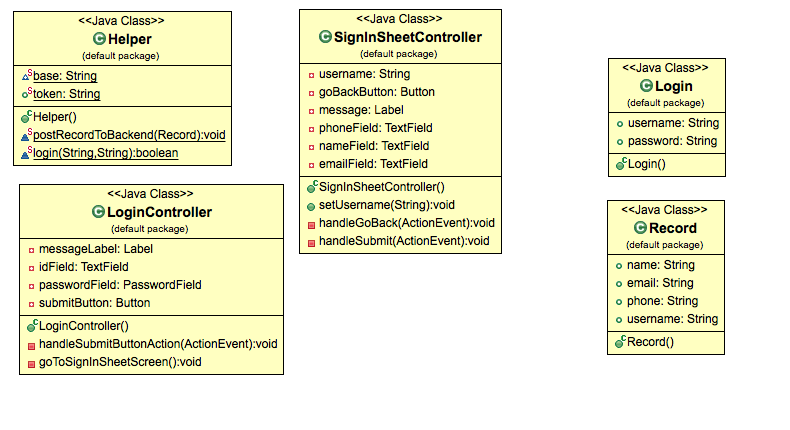 <<Java Class>>
Helper
(default package)
base: String
token: String
Helper()
postRecordToBackend(Record):void
login(String,String):boolean
<<Java Class>>
LoginController
(default package)
messageLabel: Label
idField: TextField
passwordField: PasswordField
submitButton: Button
LoginController()
handleSubmitButtonAction(ActionEvent):void
goToSignInSheetScreen():void
<<Java Class>>
SignInSheetController
(default package)
username: String
goBackButton: Button
message: Label
phoneField: TextField
nameField: TextField
emailField: TextField
SignInSheetController()
setUsername(String):void
handleGoBack(ActionEvent):void
handleSubmit(ActionEvent):void
<<Java Class>>
Login
(default package)
username: String
password: String
Login()
<<Java Class>>
Record
(default package)
name: String
email: String
phone: String
username: String
Record()